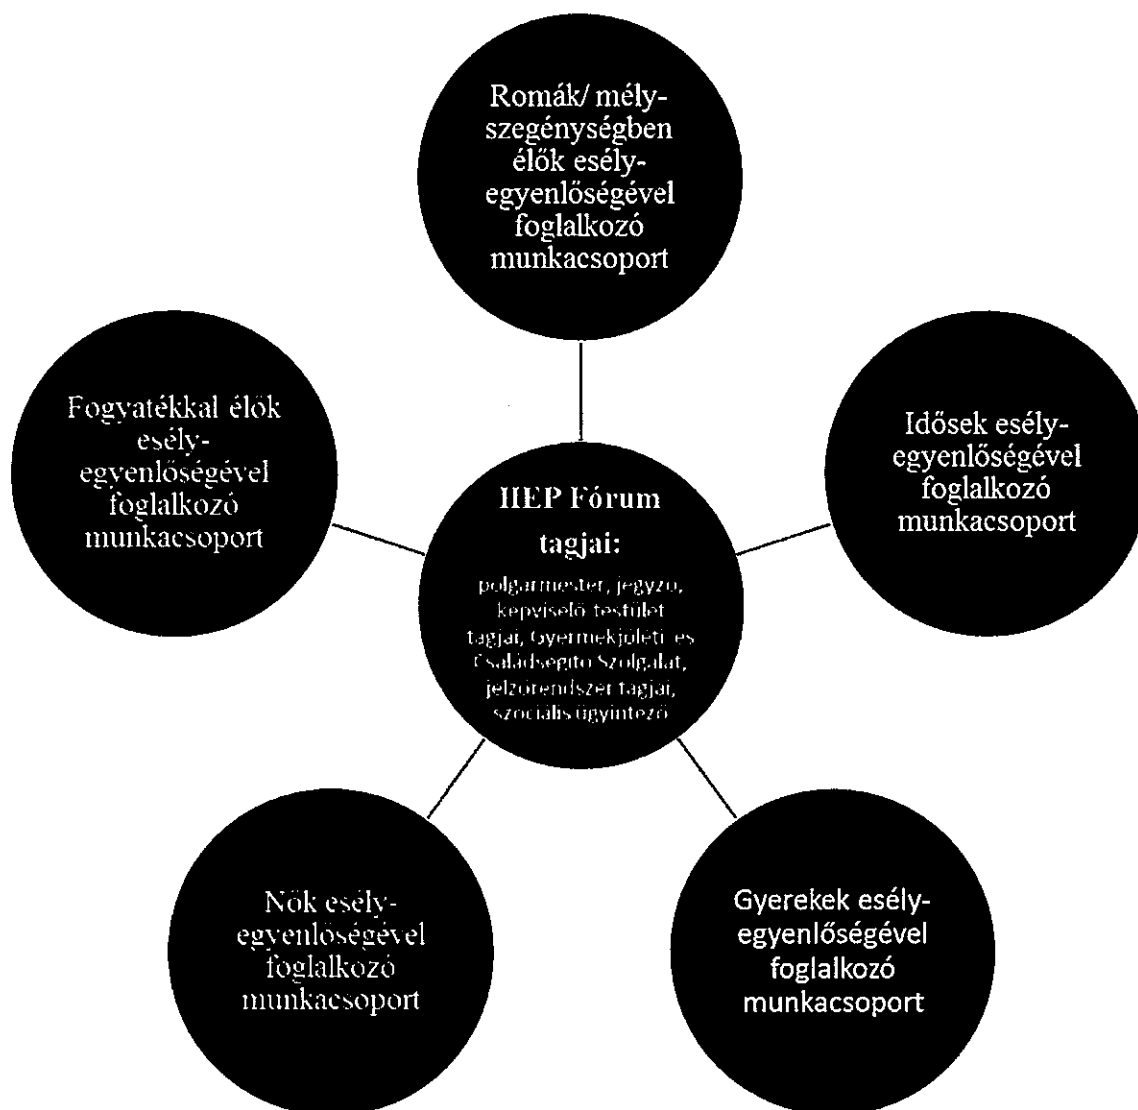 Romák/ mély-
szegénységben
élők esély-
egyenlőségével
foglalkozó
munkacsoport
Fogyatékkal élők
esély-
egyenlőségével
foglalkozó
munkacsoport
Idősek esély-
egyenlőségével
foglalkozó
munkacsoport
HEP Fórum
tagjai:
polgármester, jegyző,
képviselő testület
tagjai, Gyermekjóléti és
Családsegítő Szolgálat,
jelzőrendszer tagjai,
szociális ügyintéző
Nők esély-
egyenlőségével
foglalkozó
munkacsoport
Gyerekek esély-
egyenlőségével
foglalkozó
munkacsoport